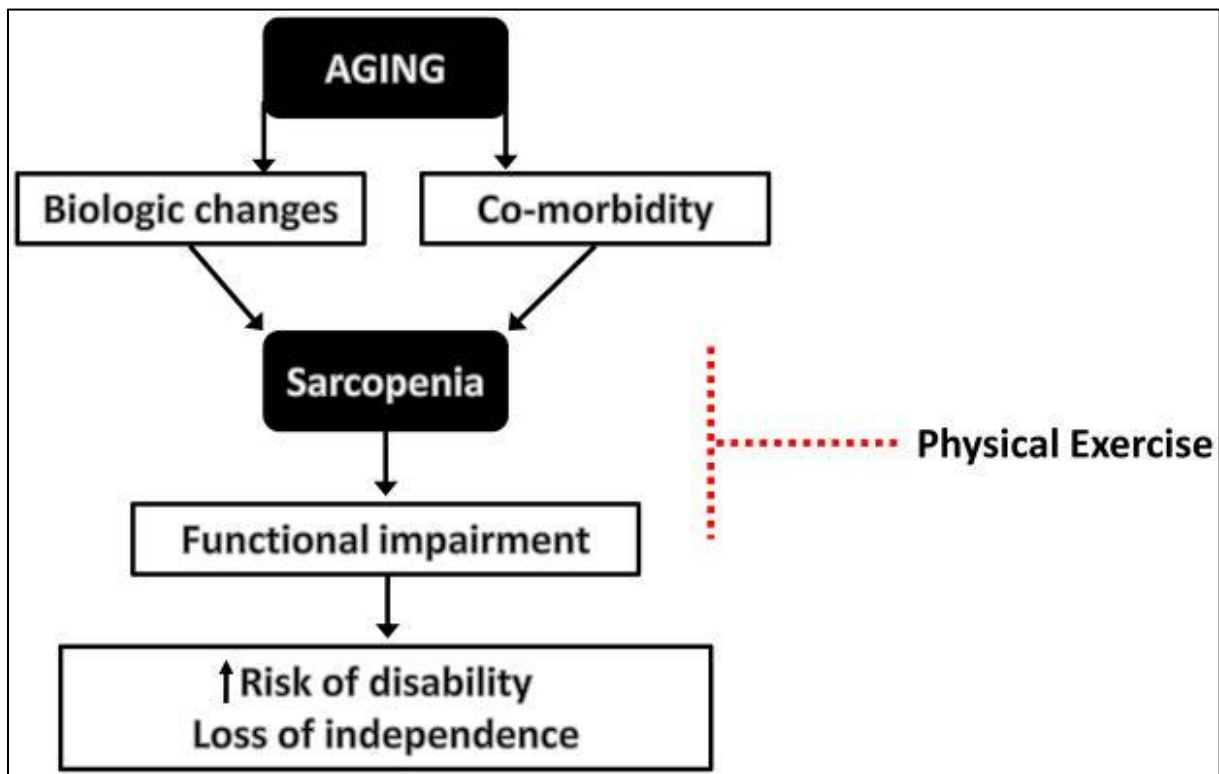 AGING
Biologic changes
Co-morbidity
Sarcopenia
Physical Exercise
Functional impairment
↑Risk of disability
Loss of independence